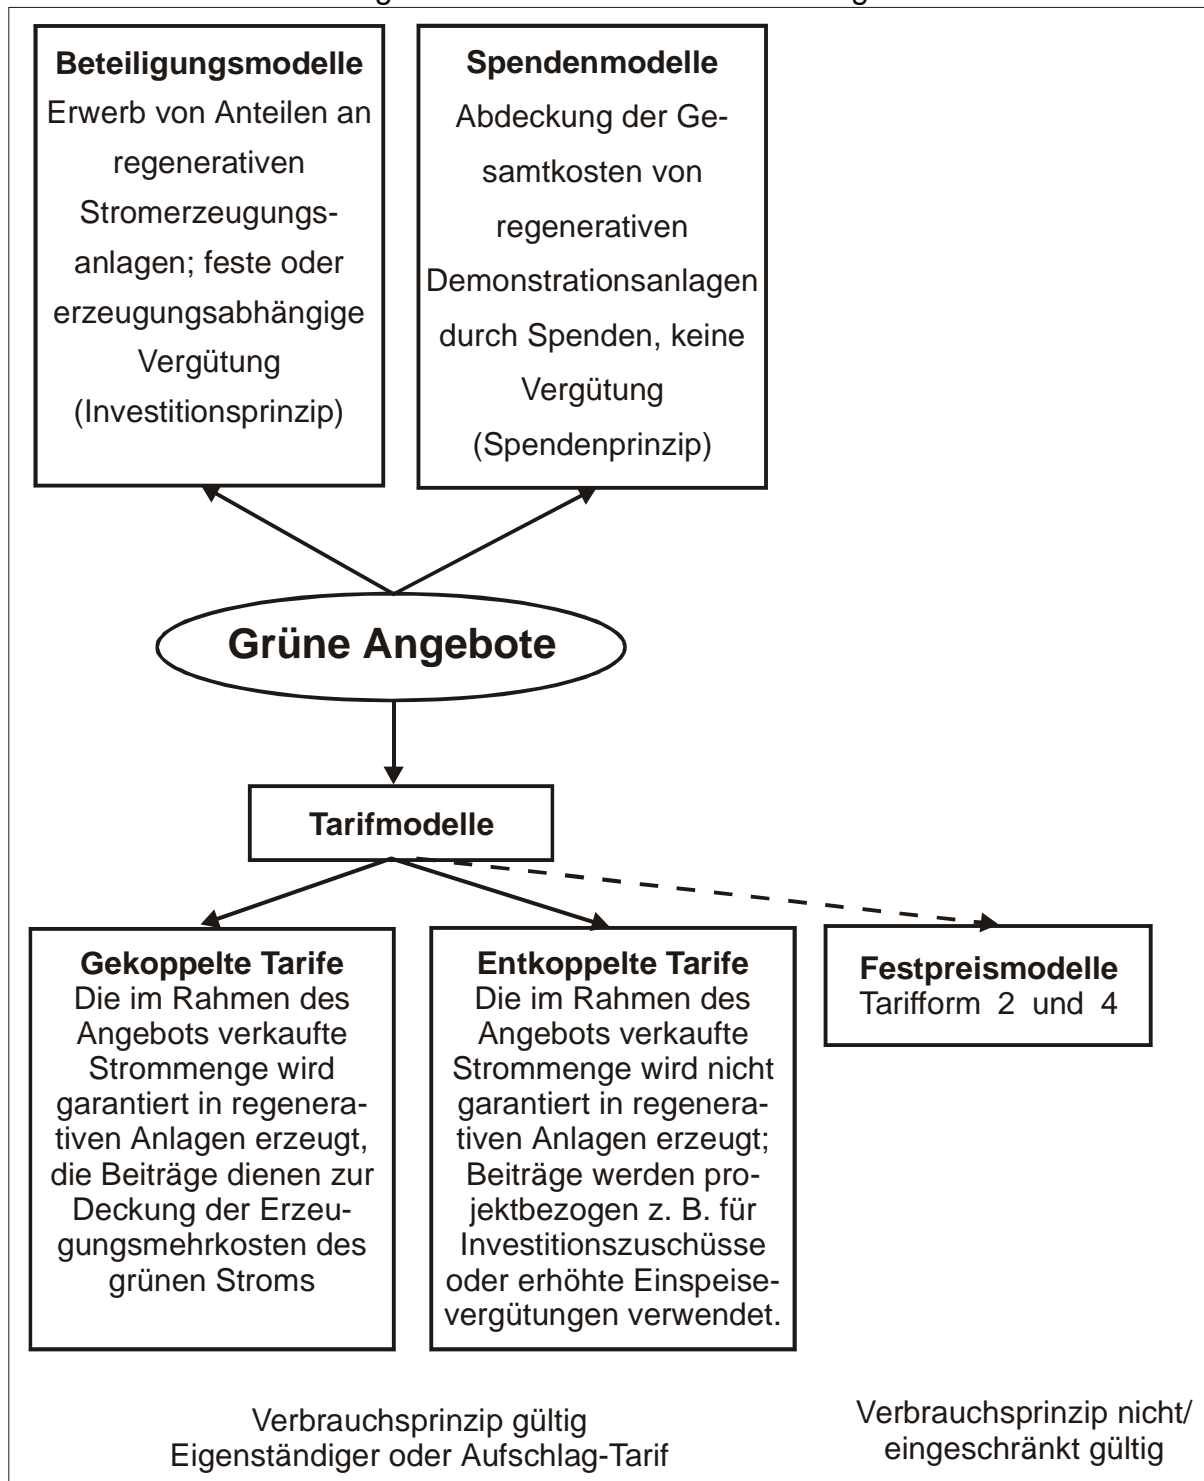 Beteiligungsmodelle
Erwerb von Anteilen an
regenerativen
Stromerzeugungs-
anlagen; feste oder
erzeugungsabhängige
Vergütung
(Investitionsprinzip)
Spendenmodelle
Abdeckung der Ge-
samtkosten von
regenerativen
Demonstrationsanlagen
durch Spenden, keine
Vergütung
(Spendenprinzip)
Grüne Angebote
Tarifmodelle
Gekoppelte Tarife
Die im Rahmen des
Angebots verkaufte
Strommenge wird
garantiert in regenera-
tiven Anlagen erzeugt,
die Beiträge dienen zur
Deckung der Erzeu-
gungsmehrkosten des
grünen Stroms
Entkoppelte Tarife
Die im Rahmen des
Angebots verkaufte
Strommenge wird nicht
garantiert in regenera-
tiven Anlagen erzeugt;
Beiträge werden pro-
jektbezogen z. B. für
Investitionszuschüsse
oder erhöhte Einspeise-
vergütungen verwendet.
Festpreismodelle
Tarifform 2 und 4
Verbrauchsprinzip gültig
Eigenständiger oder Aufschlag-Tarif
Verbrauchsprinzip nicht/
eingeschränkt gültig